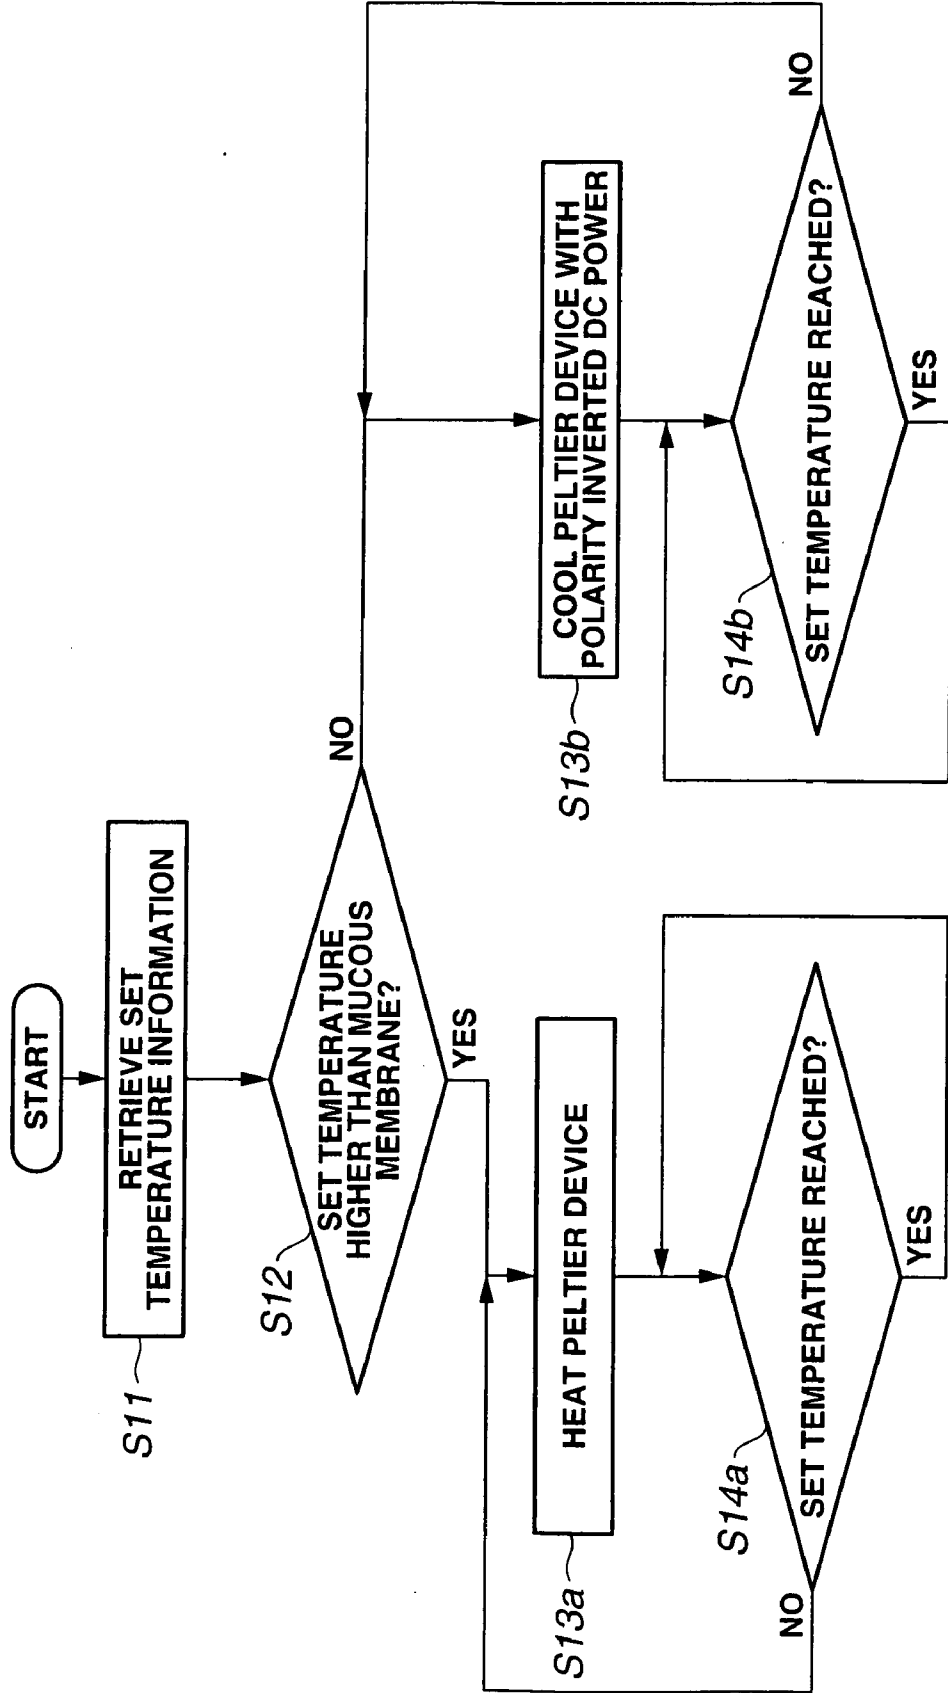 START
S11
RETRIEVE SET
TEMPERATURE INFORMATION
S12
SET TEMPERATURE
HIGHER THAN MUCOUS
MEMBRANE?
NO
YES
S13a
HEAT PELTIER DEVICE
S13b
COOL PELTIER DEVICE WITH
POLARITY INVERTED DC POWER
S14a
SET TEMPERATURE REACHED?
NO
YES
S14b
SET TEMPERATURE REACHED?
NO
YES